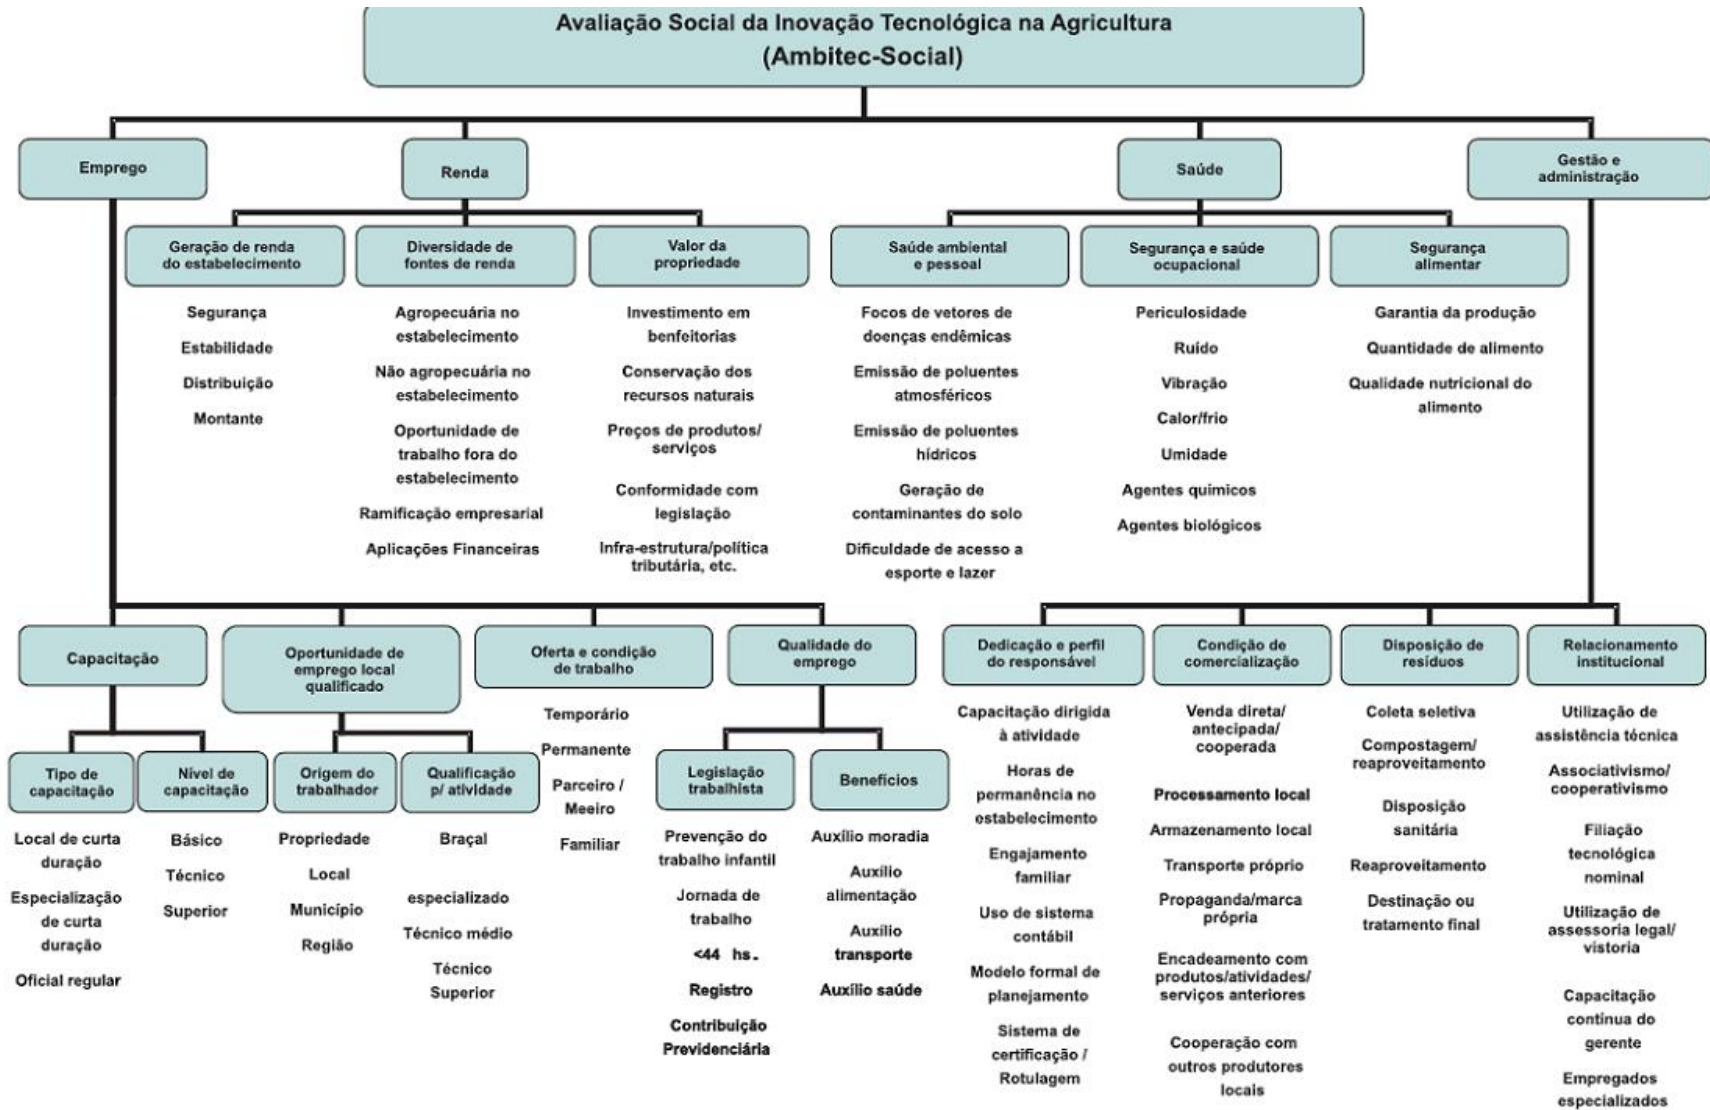 Avaliação Social da Inovação Tecnológica na Agricultura
(Ambitec-Social)
Emprego
Renda
Saúde
Gestão e
administração
Geração de renda
do estabelecimento
Segurança
Estabilidade
Distribuição
Montante
Diversidade de
fontes de renda
Agropecuária no
estabelecimento
Não agropecuária no
estabelecimento
Oportunidade de
trabalho fora do
estabelecimento
Ramificação empresarial
Aplicações Financeiras
Valor da
propriedade
Investimento em
benfeitorias
Conservação dos
recursos naturais
Preços de produtos/
serviços
Conformidade com
legislação
Infra-estrutura/política
tributária, etc.
Saúde ambiental
e pessoal
Focos de vetores de
doenças endêmicas
Emissão de poluentes
atmosféricos
Emissão de poluentes
hídricos
Geração de
contaminantes do solo
Dificuldade de acesso a
esporte e lazer
Segurança e saúde
ocupacional
Periculosidade
Ruído
Vibração
Calor/frio
Umidade
Agentes químicos
Agentes biológicos
Segurança
alimentar
Garantia da produção
Quantidade de alimento
Qualidade nutricional do
alimento
Capacitação
Tipo de
capacitação
Local de curta
duração
Especialização
de curta
duração
Oficial regular
Nível de
capacitação
Básico
Técnico
Superior
Oportunidade de
emprego local
qualificado
Origem do
trabalhador
Propriedade
Local
Município
Região
Qualificação
p/ atividade
Braçal
especializado
Técnico médio
Técnico
Superior
Oferta e condição
de trabalho
Temporário
Permanente
Parceiro /
Meeiro
Familiar
Qualidade do
emprego
Legislação
trabalhista
Prevenção do
trabalho infantil
Jornada de
trabalho
<44 hs.
Registro
Contribuição
Previdenciária
Benefícios
Auxílio moradia
Auxílio
alimentação
Auxílio
transporte
Auxílio saúde
Dedicação e perfil
do responsável
Capacitação dirigida
à atividade
Horas de
permanência no
estabelecimento
Engajamento
familiar
Uso de sistema
contábil
Modelo formal de
planejamento
Sistema de
certificação /
Rotulagem
Condição de
comercialização
Venda direta/
antecipada/
cooperada
Processamento local
Armazenamento local
Transporte próprio
Propaganda/marca
própria
Encadeamento com
produtos/atividades/
serviços anteriores
Cooperação com
outros produtores
locais
Disposição de
resíduos
Coleta seletiva
Compostagem/
reaproveitamento
Disposição
sanitária
Reaproveitamento
Destinação ou
tratamento final
Relacionamento
institucional
Utilização de
assistência técnica
Associativismo/
cooperativismo
Filiação
tecnológica
nominal
Utilização de
assessoria legal/
vistoria
Capacitação
contínua do
gerente
Empregados
especializados